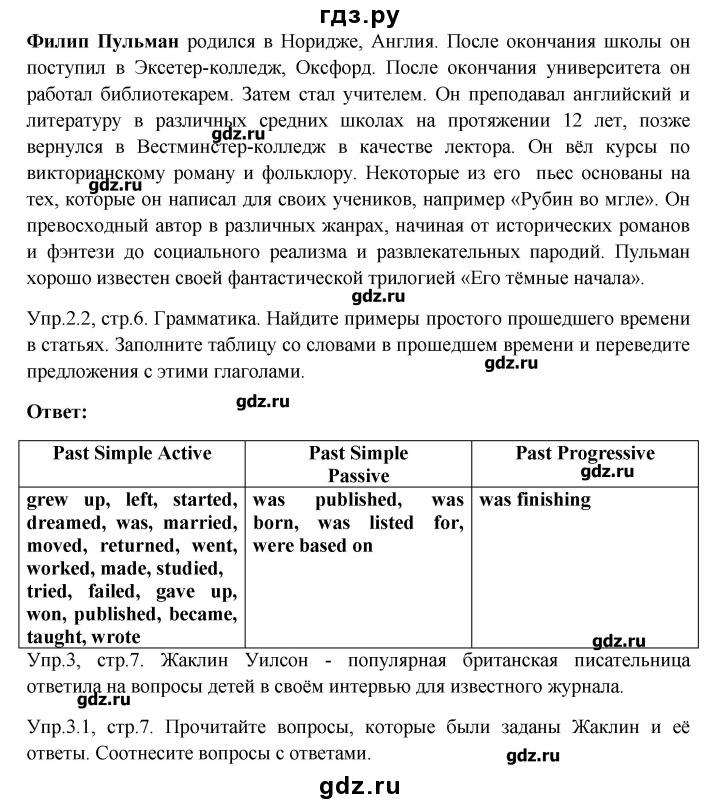 гдз.ру
Филип Пульман родился в Норидже, Англия. После окончания школы он
поступил в Эксетер-колледж, Оксфорд. После окончания университета он
работал библиотекарем. Затем стал учителем. Он преподавал английский и
литературу в различных средних школах на протяжении 12 лет, позже
gdz.ru
вернулся в Вестминстер-колледж в качестве лектора. Он вёл курсы по
викторианскому роману и фольклору. Некоторые из его пьес основаны на
gdz.ru
тех, которые он написал для своих учеников, например «Рубин во мгле». Он
превосходный автор в различных жанрах, начиная от исторических романов
и фэнтези до социального реализма и развлекательных пародий. Пульман
хорошо известен своей фантастической трилогией «Его тёмные начала».
gdz.ru
Упр.2.2, стр.6. Грамматика. Найдите примеры простого прошедшего времени
в статьях. Заполните таблицу со словами в прошедшем времени и переведите
предложения с этими глаголами.
gdz.ru
gdz.ru
Ответ:
Past Simple Active
Past Simple
Passive
Past Progressive
gdz.ru
grew up, left, started,
dreamed, was, married,
moved, returned, went,
worked, made, studied,
tried, failed, gave up,
won, published, became,
taught, wrote
was published, was
born, was listed for,
were based on
was finishing
gdz.ru
Упр.3, стр.7. Жаклин Уилсон - популярная британская писательница
ответила на вопросы детей в своём интервью для известного журнала.
gdz.ru
Упр.3.1, стр.7. Прочитайте вопросы, которые были заданы Жаклин и её
ответы. Соотнесите вопросы с ответами.
gdz.ru
gdz.ru